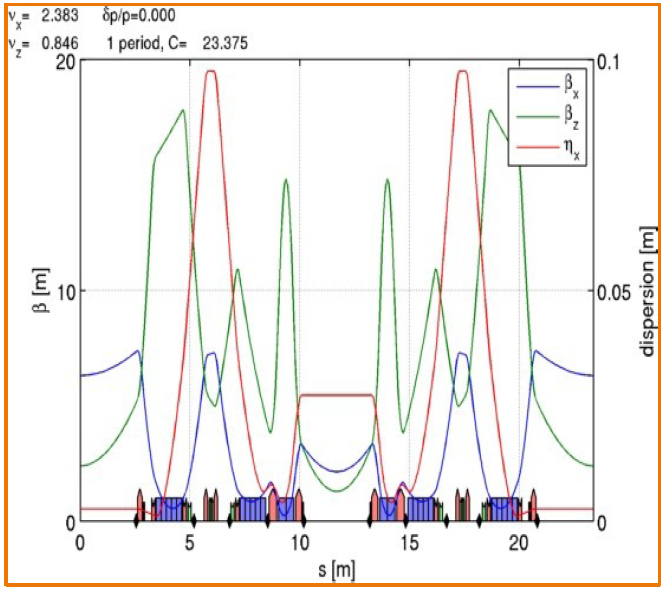 νx= 2.383 δp/p=0.000
νz= 0.846 1 period, C= 23.375
20
0.1
βx
βz
ηx
10
0.05
β [m]
dispersion [m]
0
0
0
5
10
15
20
s [m]